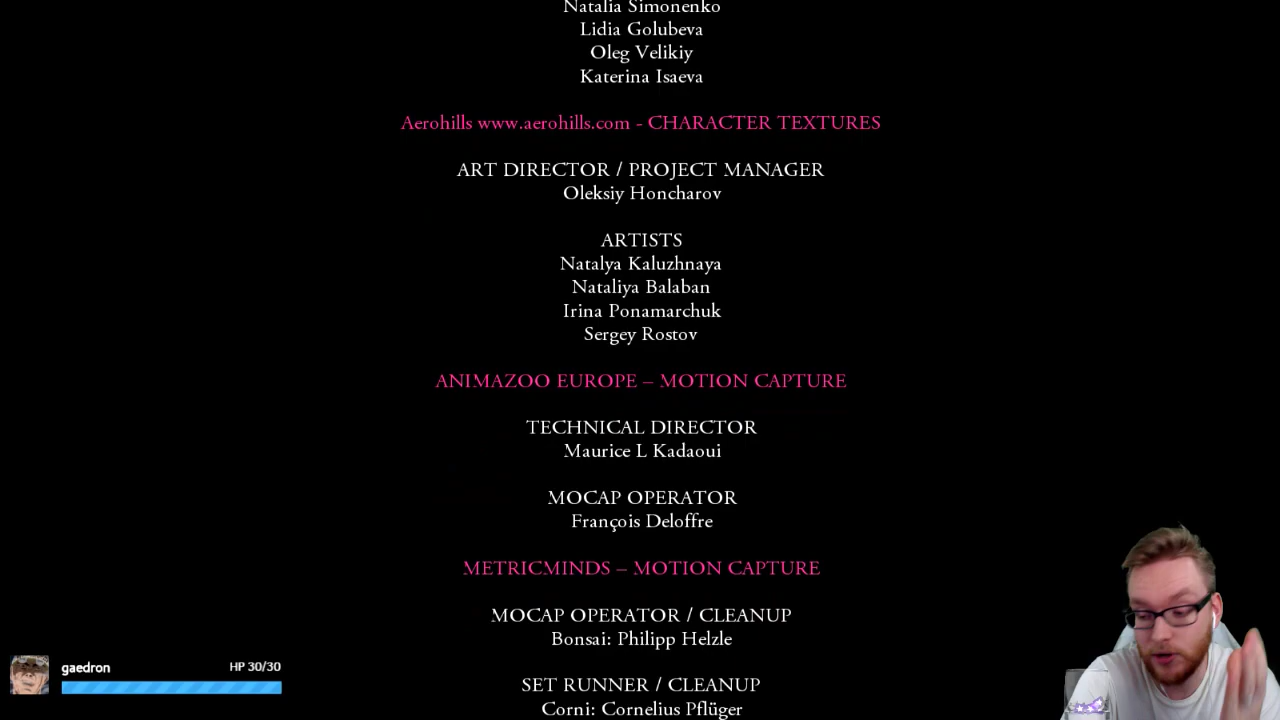 Natalia Simonenko
Lidia Golubeva
Oleg Velikiy
Katerina Isaeva
Aerohills www.aerohills.com - CHARACTER TEXTURES
ART DIRECTOR / PROJECT MANAGER
Oleksiy Honcharov
ARTISTS
Natalya Kaluzhnaya
Nataliya Balaban
Irina Ponamarchuk
Sergey Rostov
ANIMAZOO EUROPE – MOTION CAPTURE
TECHNICAL DIRECTOR
Maurice L Kadaoui
MOCAP OPERATOR
François Deloffre
METRICMINDS – MOTION CAPTURE
MOCAP OPERATOR / CLEANUP
Bonsai: Philipp Helzle
SET RUNNER / CLEANUP
Corni: Cornelius Pflüger
gaedron HP 30/30